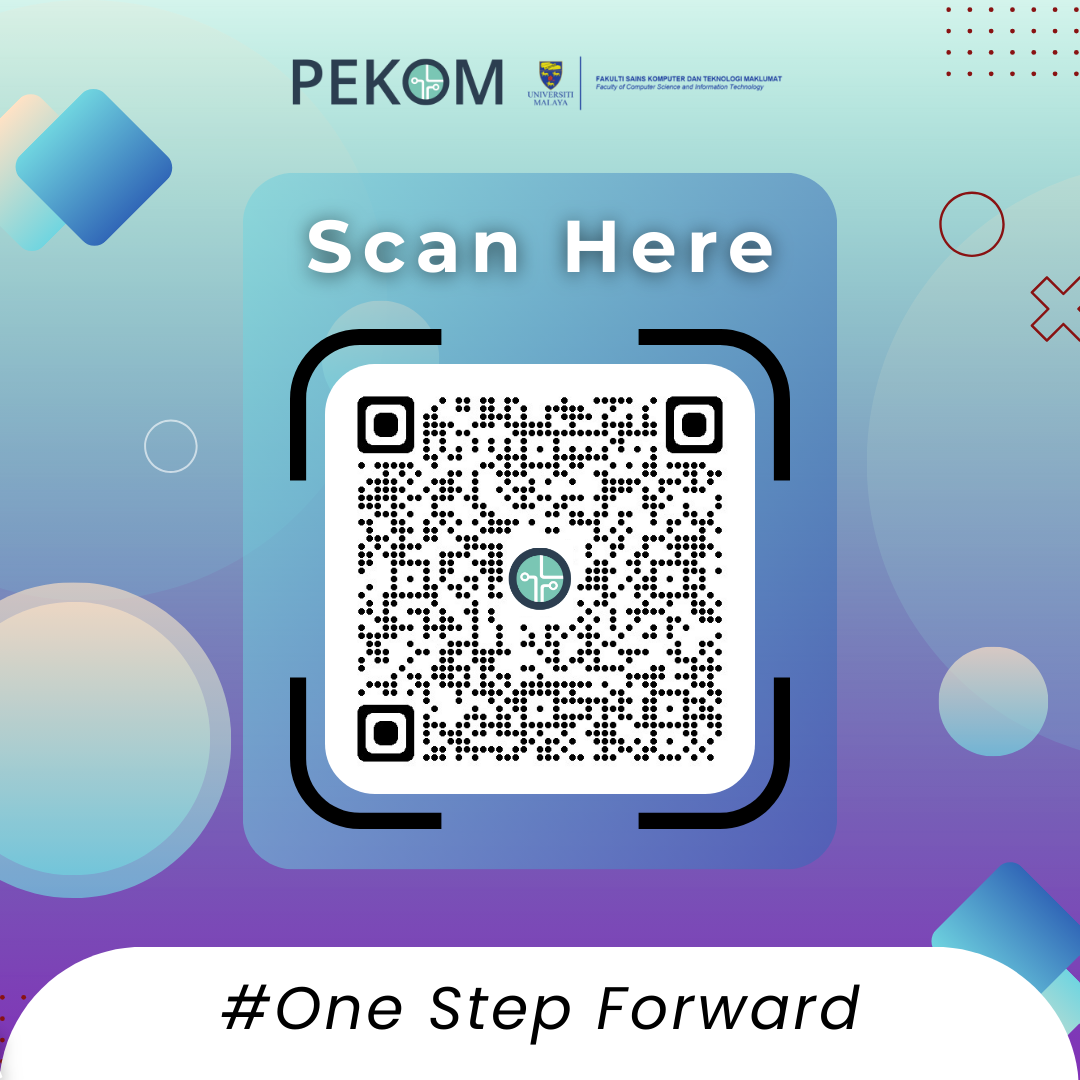 PEKOM
UNIVERSITI
MALAYA
FAKULTI SAINS KOMPUTER DAN TEKNOLOGI MAKLUMAT
Faculty of Computer Science and Information Technology
Scan Here
#One Step Forward